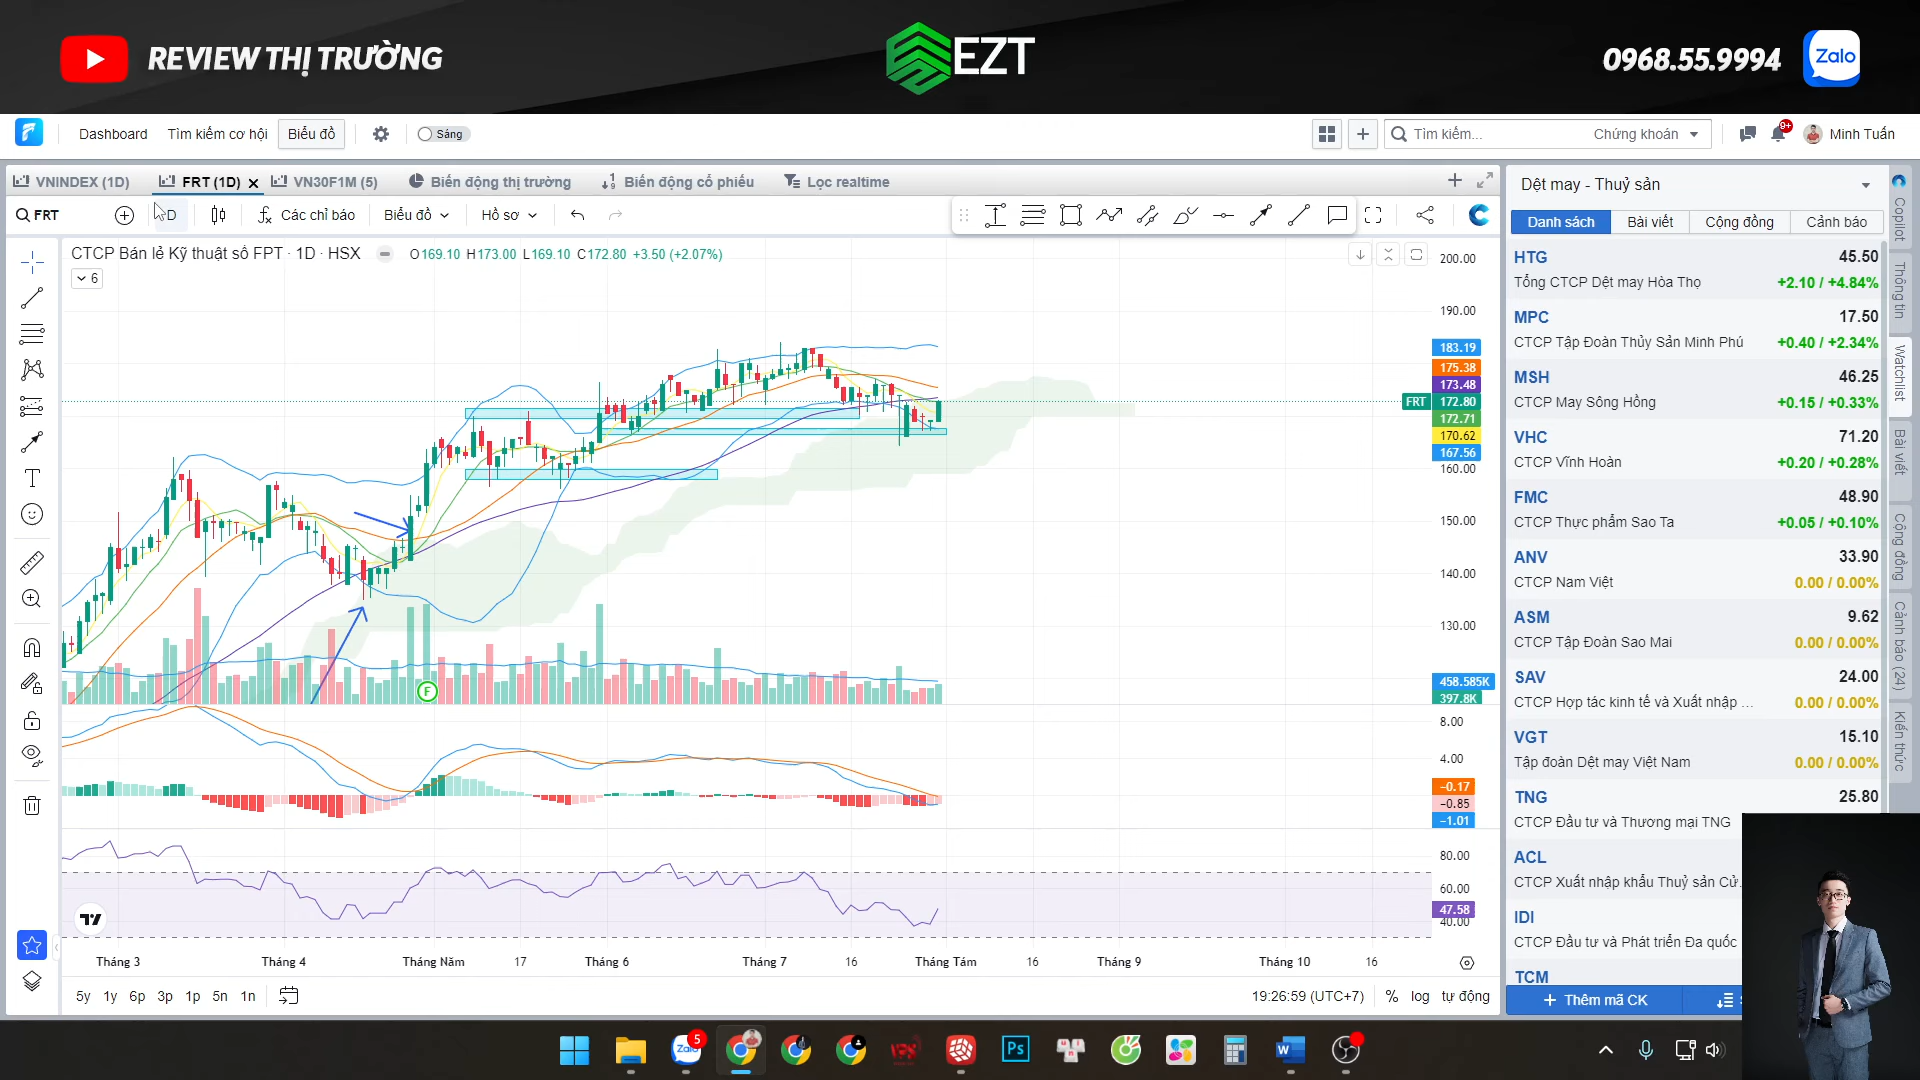 REVIEW THỊ TRƯỜNG
EZT
0968.55.9994
Zalo
Dashboard
Tìm kiếm cơ hội
Biểu đồ
Sáng
Tìm kiếm...
Chứng khoán
9+
Minh Tuấn
VNINDEX (1D)
FRT (1D)
VN30F1M (5)
Biến động thị trường
Biến động cổ phiếu
Lọc realtime
FRT
D
Các chỉ báo
Biểu đồ
Hồ sơ
CTCP Bán lẻ Kỹ thuật số FPT · 1D · HSX
O169.10 H173.00 L169.10 C172.80 +3.50 (+2.07%)
6
200.00
190.00
183.19
175.38
173.48
FRT 172.80
172.71
170.62
167.56
160.00
150.00
140.00
130.00
458.585K
397.8K
F
8.00
4.00
−0.17
−0.85
−1.01
80.00
60.00
47.58
40.00
Tháng 3
Tháng 4
Tháng Năm
17
Tháng 6
Tháng 7
16
Tháng Tám
16
Tháng 9
Tháng 10
16
5y 1y 6p 3p 1p 5n 1n
19:26:59 (UTC+7)
%
log
tự động
Dệt may - Thuỷ sản
Danh sách
Bài viết
Cộng đồng
Cảnh báo
HTG 45.50
Tổng CTCP Dệt may Hòa Thọ +2.10 / +4.84%
MPC 17.50
CTCP Tập Đoàn Thủy Sản Minh Phú +0.40 / +2.34%
MSH 46.25
CTCP May Sông Hồng +0.15 / +0.33%
VHC 71.20
CTCP Vĩnh Hoàn +0.20 / +0.28%
FMC 48.90
CTCP Thực phẩm Sao Ta +0.05 / +0.10%
ANV 33.90
CTCP Nam Việt 0.00 / 0.00%
ASM 9.62
CTCP Tập Đoàn Sao Mai 0.00 / 0.00%
SAV 24.00
CTCP Hợp tác kinh tế và Xuất nhập ... 0.00 / 0.00%
VGT 15.10
Tập đoàn Dệt may Việt Nam 0.00 / 0.00%
TNG 25.80
CTCP Đầu tư và Thương mại TNG
ACL
CTCP Xuất nhập khẩu Thuỷ sản Cử
IDI
CTCP Đầu tư và Phát triển Đa quốc
TCM
Thêm mã CK
Copilot
Thông tin
Watchlist
Bài viết
Cộng đồng
Cảnh báo (24)
Kiến thức
Zalo
5
Ps
W